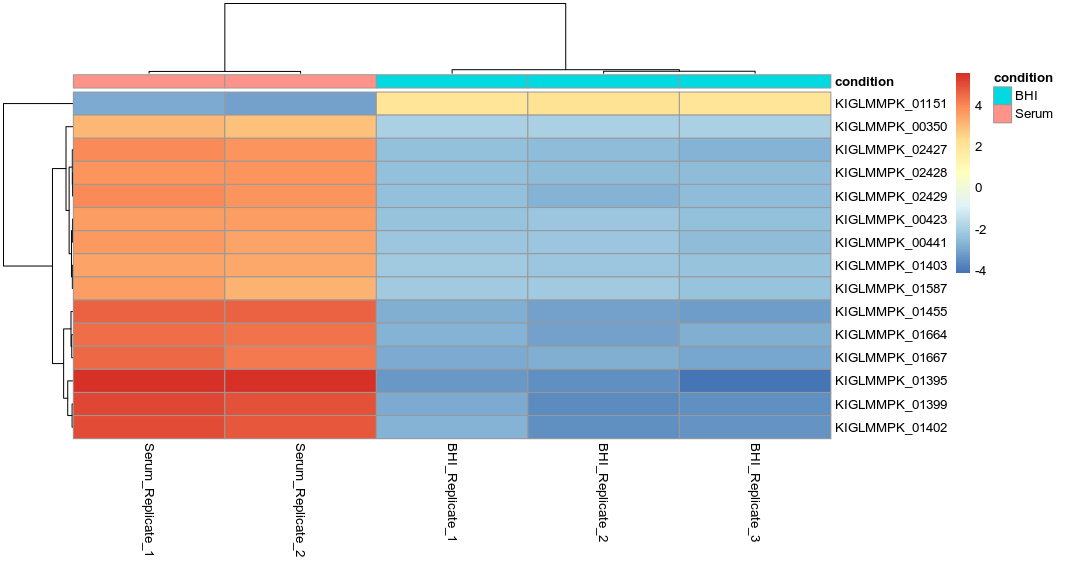 condition
KIGLMMPK_01151
KIGLMMPK_00350
KIGLMMPK_02427
KIGLMMPK_02428
KIGLMMPK_02429
KIGLMMPK_00423
KIGLMMPK_00441
KIGLMMPK_01403
KIGLMMPK_01587
KIGLMMPK_01455
KIGLMMPK_01664
KIGLMMPK_01667
KIGLMMPK_01395
KIGLMMPK_01399
KIGLMMPK_01402
Serum_Replicate_1
Serum_Replicate_2
BHI_Replicate_1
BHI_Replicate_2
BHI_Replicate_3
4
2
0
-2
-4
condition
BHI
Serum